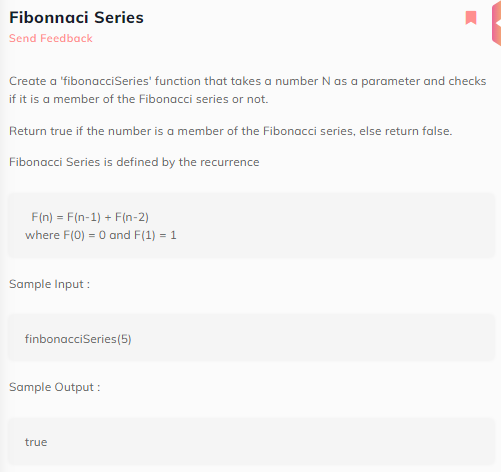 Fibonnaci Series
Send Feedback
Create a 'fibonacciSeries' function that takes a number N as a parameter and checks
if it is a member of the Fibonacci series or not.
Return true if the number is a member of the Fibonacci series, else return false.
Fibonacci Series is defined by the recurrence
F(n) = F(n-1) + F(n-2)
where F(0) = 0 and F(1) = 1
Sample Input :
finbonacciSeries(5)
Sample Output :
true